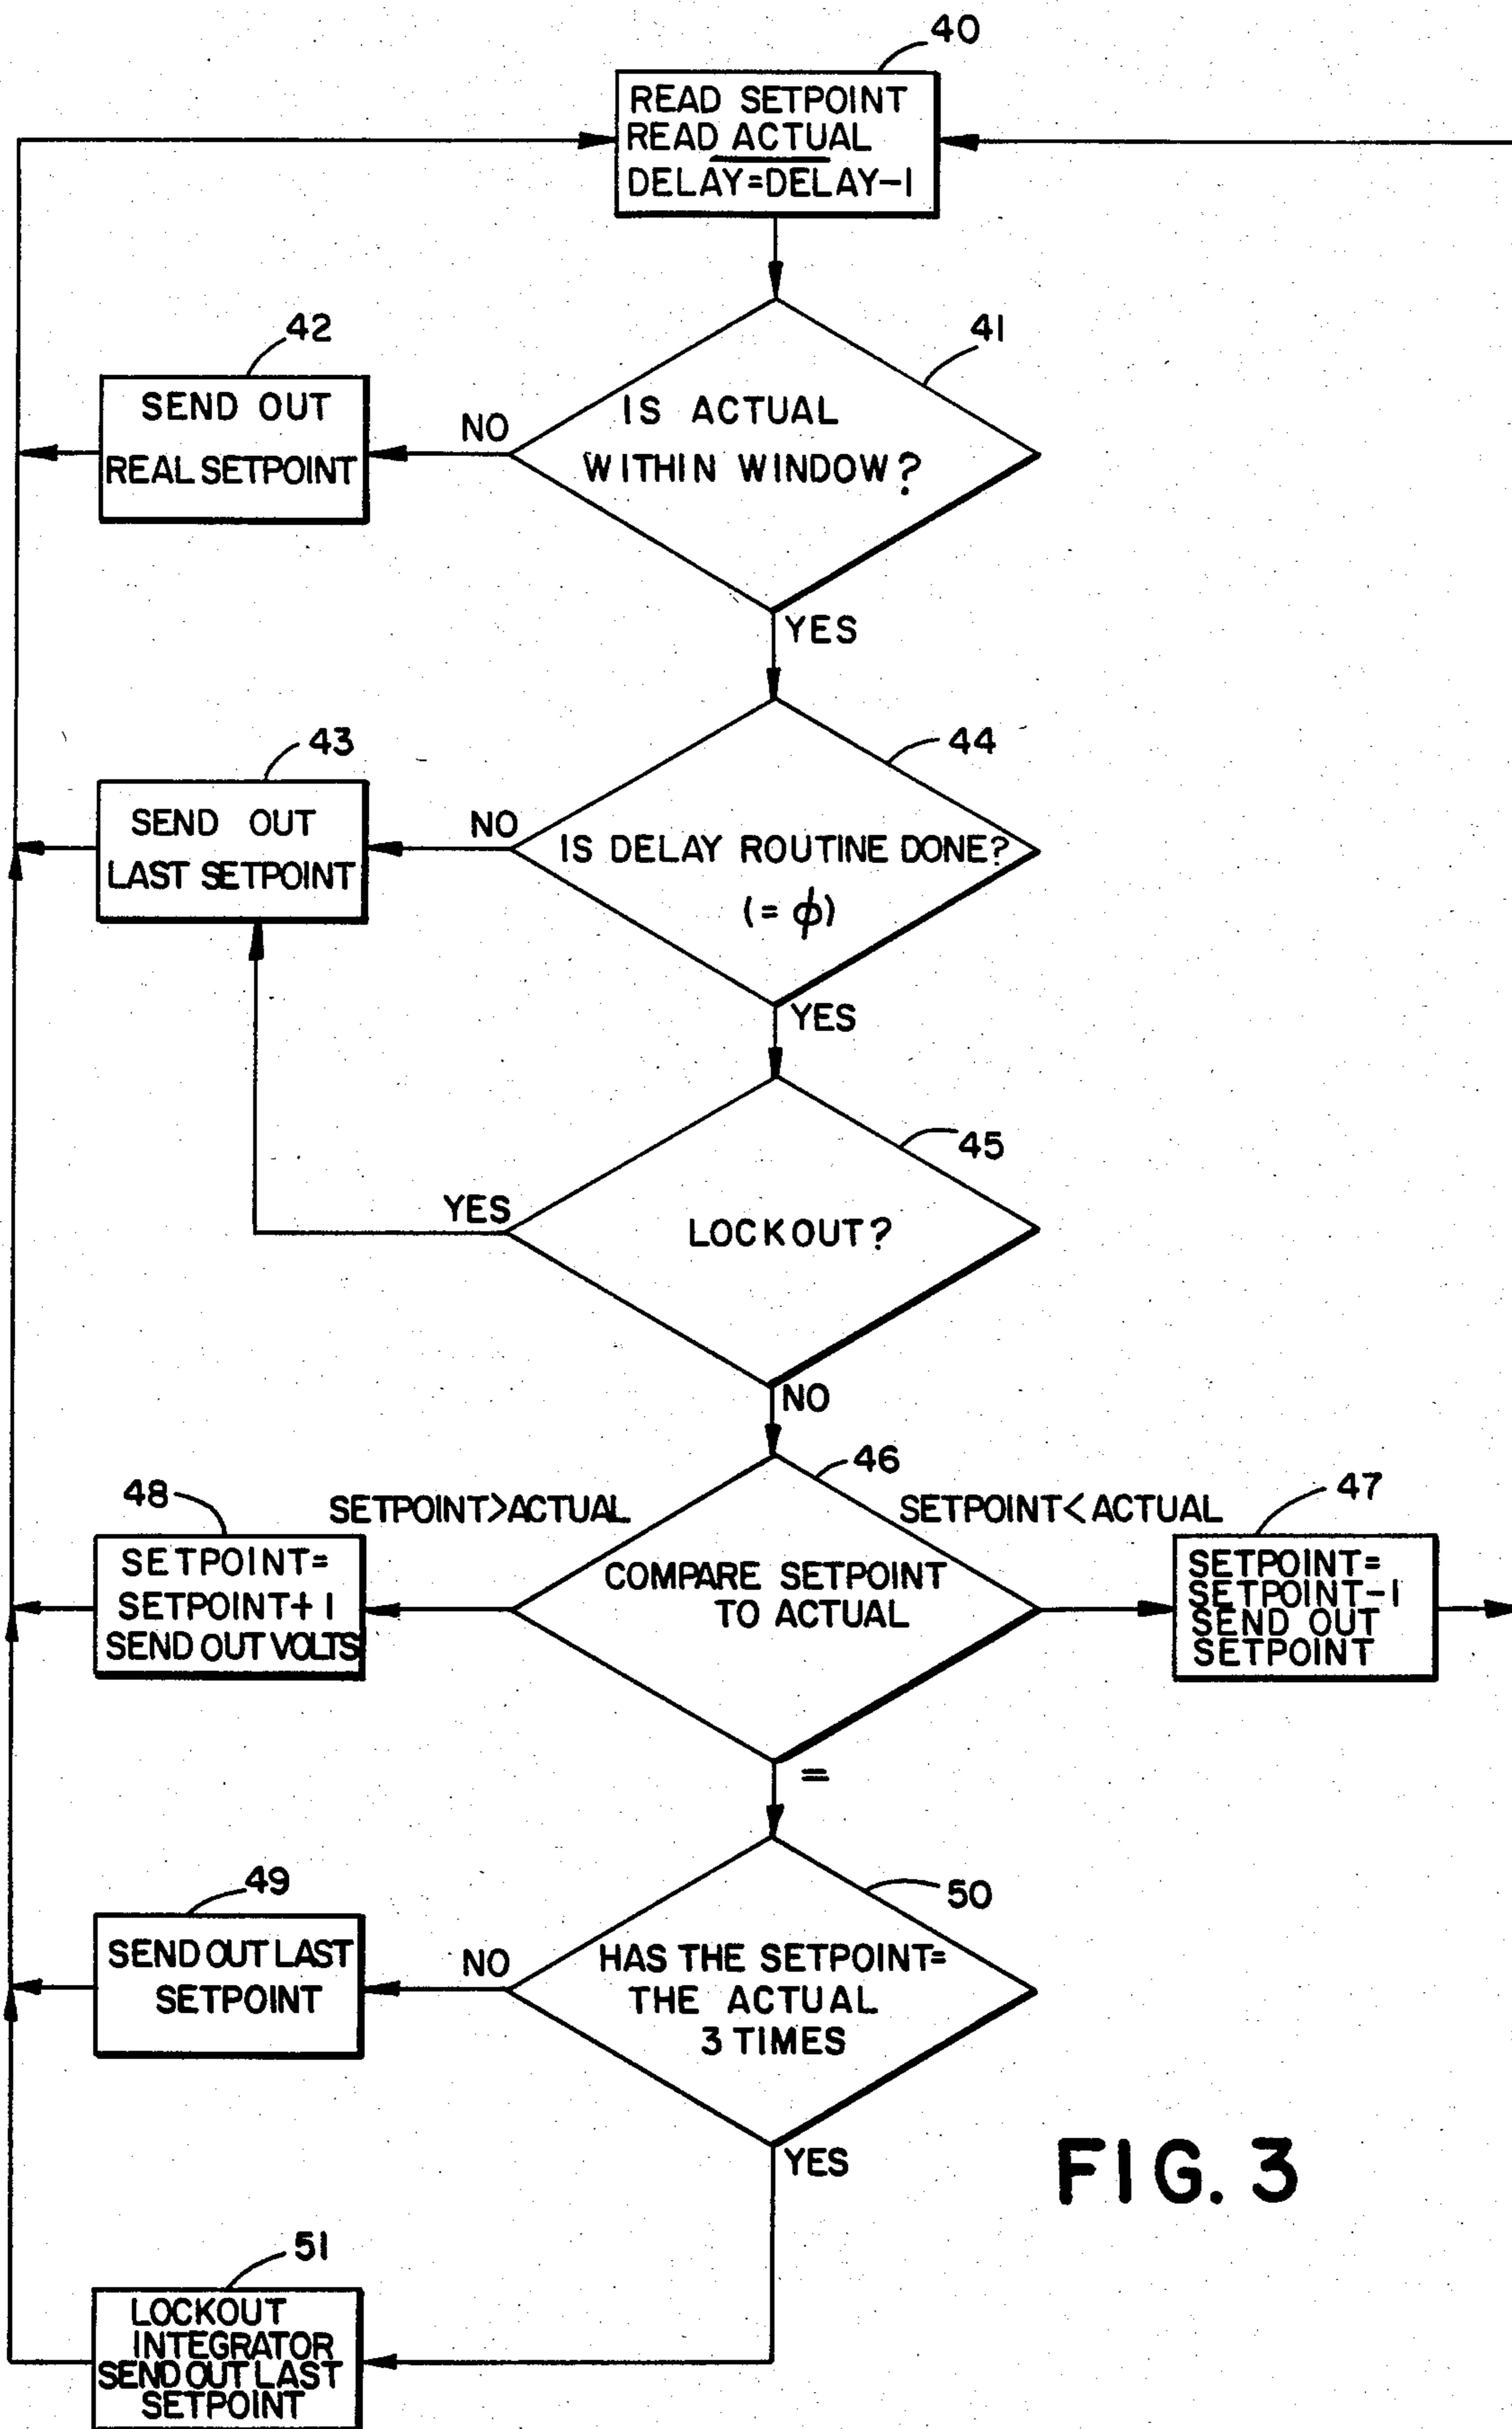 40
READ SETPOINT
READ ACTUAL
DELAY=DELAY-1
42
41
SEND OUT
REAL SETPOINT
NO
IS ACTUAL
WITHIN WINDOW?
YES
43
44
SEND OUT
LAST SETPOINT
NO
IS DELAY ROUTINE DONE?
(= ϕ)
YES
45
YES
LOCKOUT?
NO
46
48
SETPOINT>ACTUAL
SETPOINT<ACTUAL
47
SETPOINT=
SETPOINT+1
SEND OUT VOLTS
COMPARE SETPOINT
TO ACTUAL
SETPOINT=
SETPOINT-1
SEND OUT
SETPOINT
=
49
50
SEND OUT LAST
SETPOINT
NO
HAS THE SETPOINT=
THE ACTUAL
3 TIMES
YES
FIG. 3
51
LOCKOUT
INTEGRATOR
SEND OUT LAST
SETPOINT